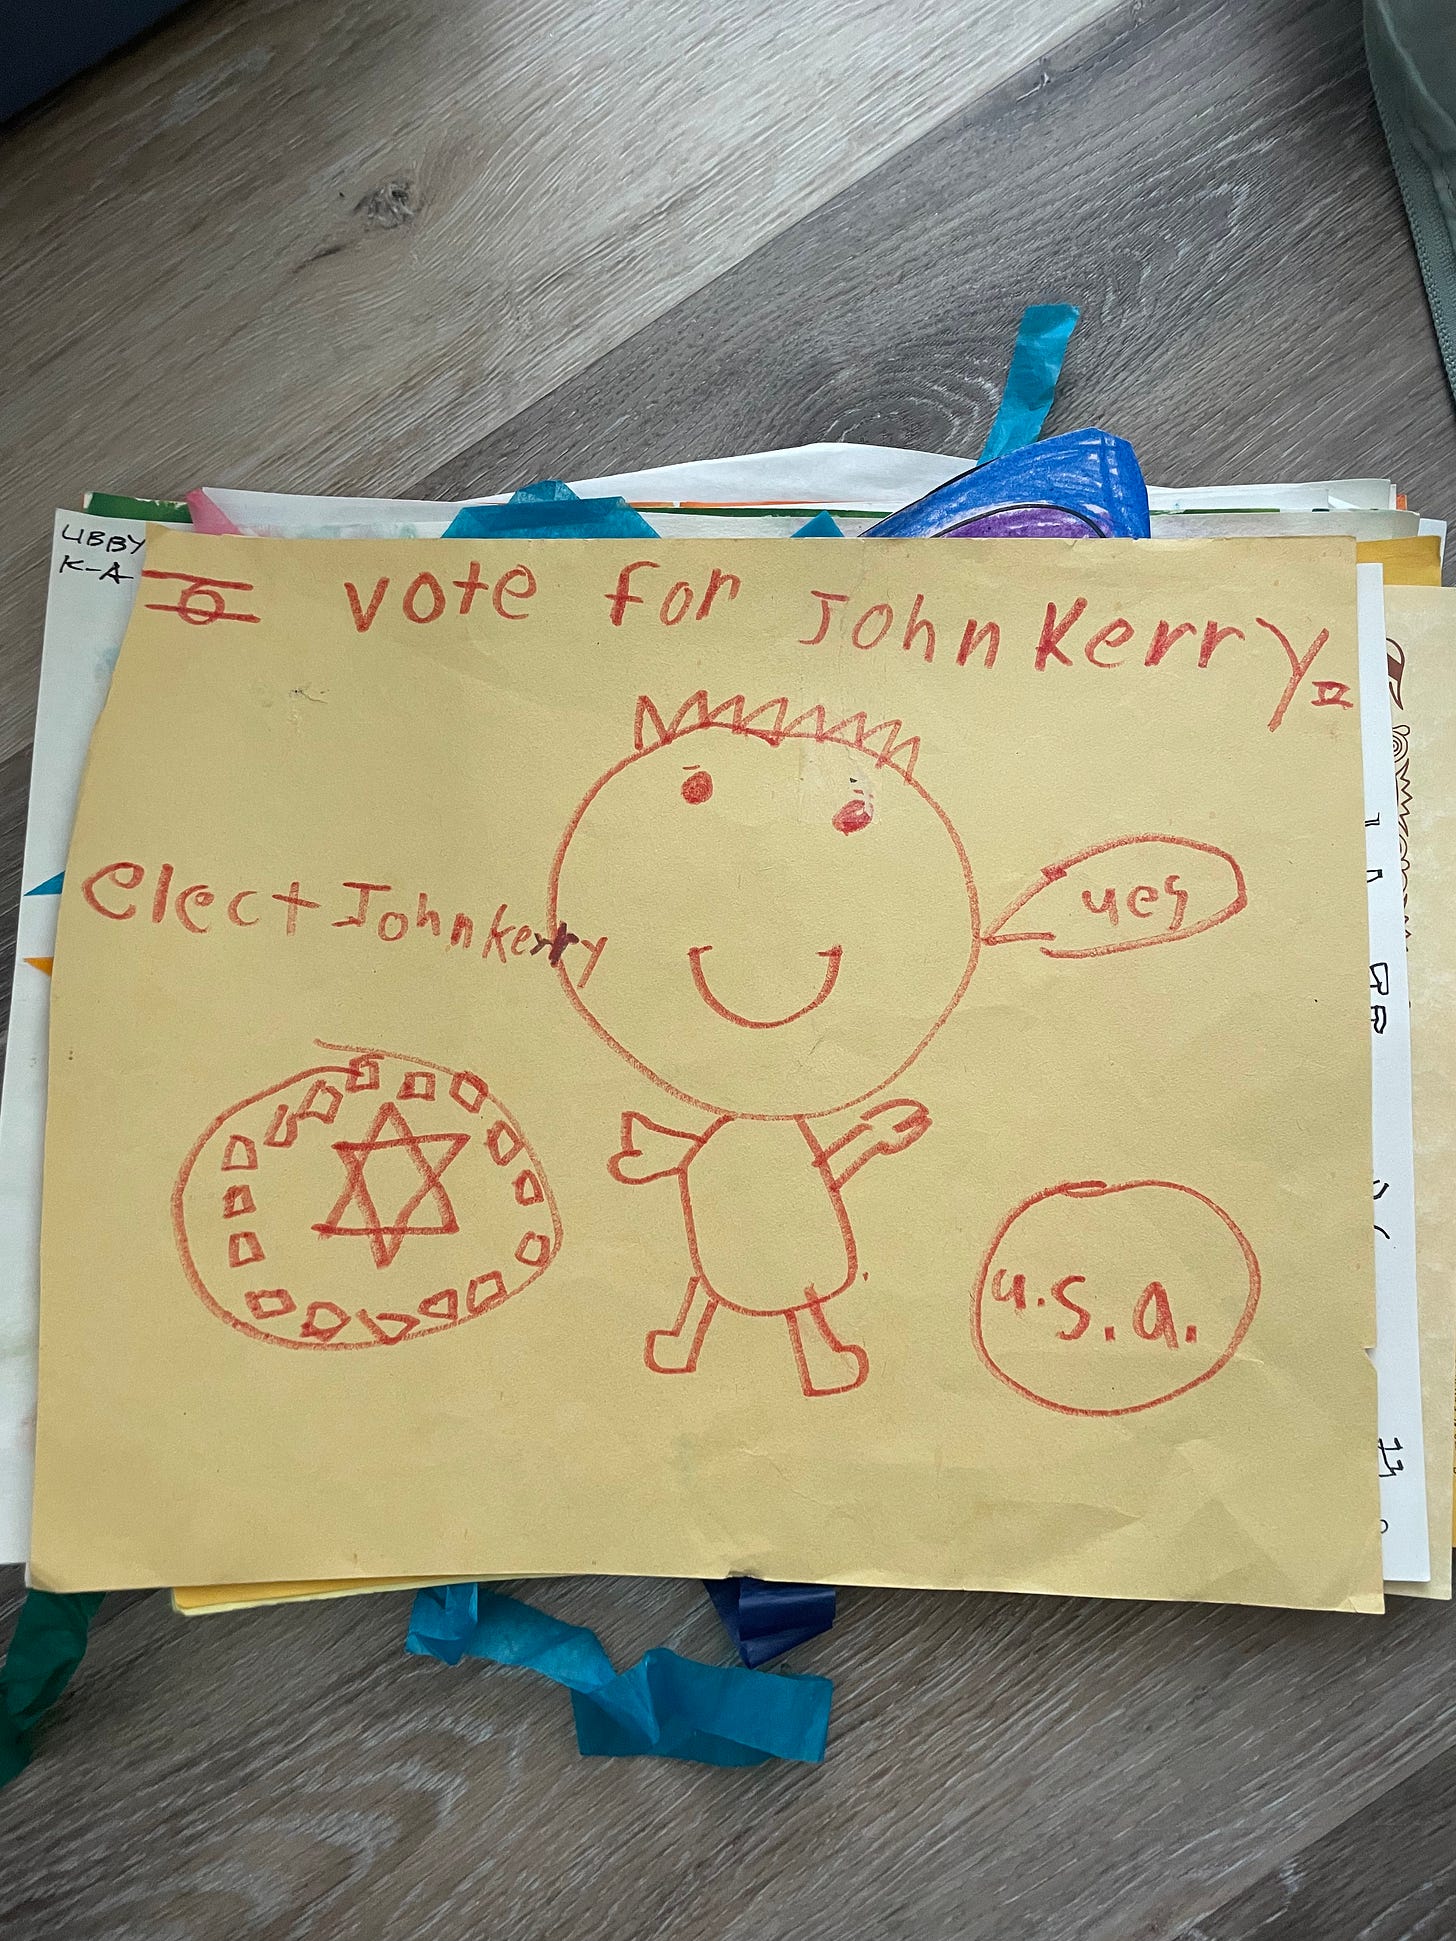 LIBBY
K-A
vote for John Kerry
elect John Kerry
yes
u.s.a.